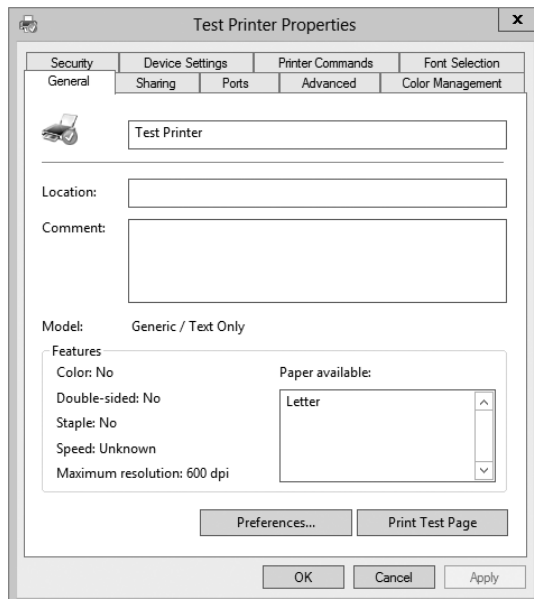 Test Printer Properties
x
Security Device Settings Printer Commands Font Selection
General Sharing Ports Advanced Color Management
Test Printer
Location:
Comment:
Model: Generic / Text Only
Features
Color: No
Paper available:
Double-sided: No
Letter
Staple: No
Speed: Unknown
Maximum resolution: 600 dpi
Preferences... Print Test Page
OK Cancel Apply